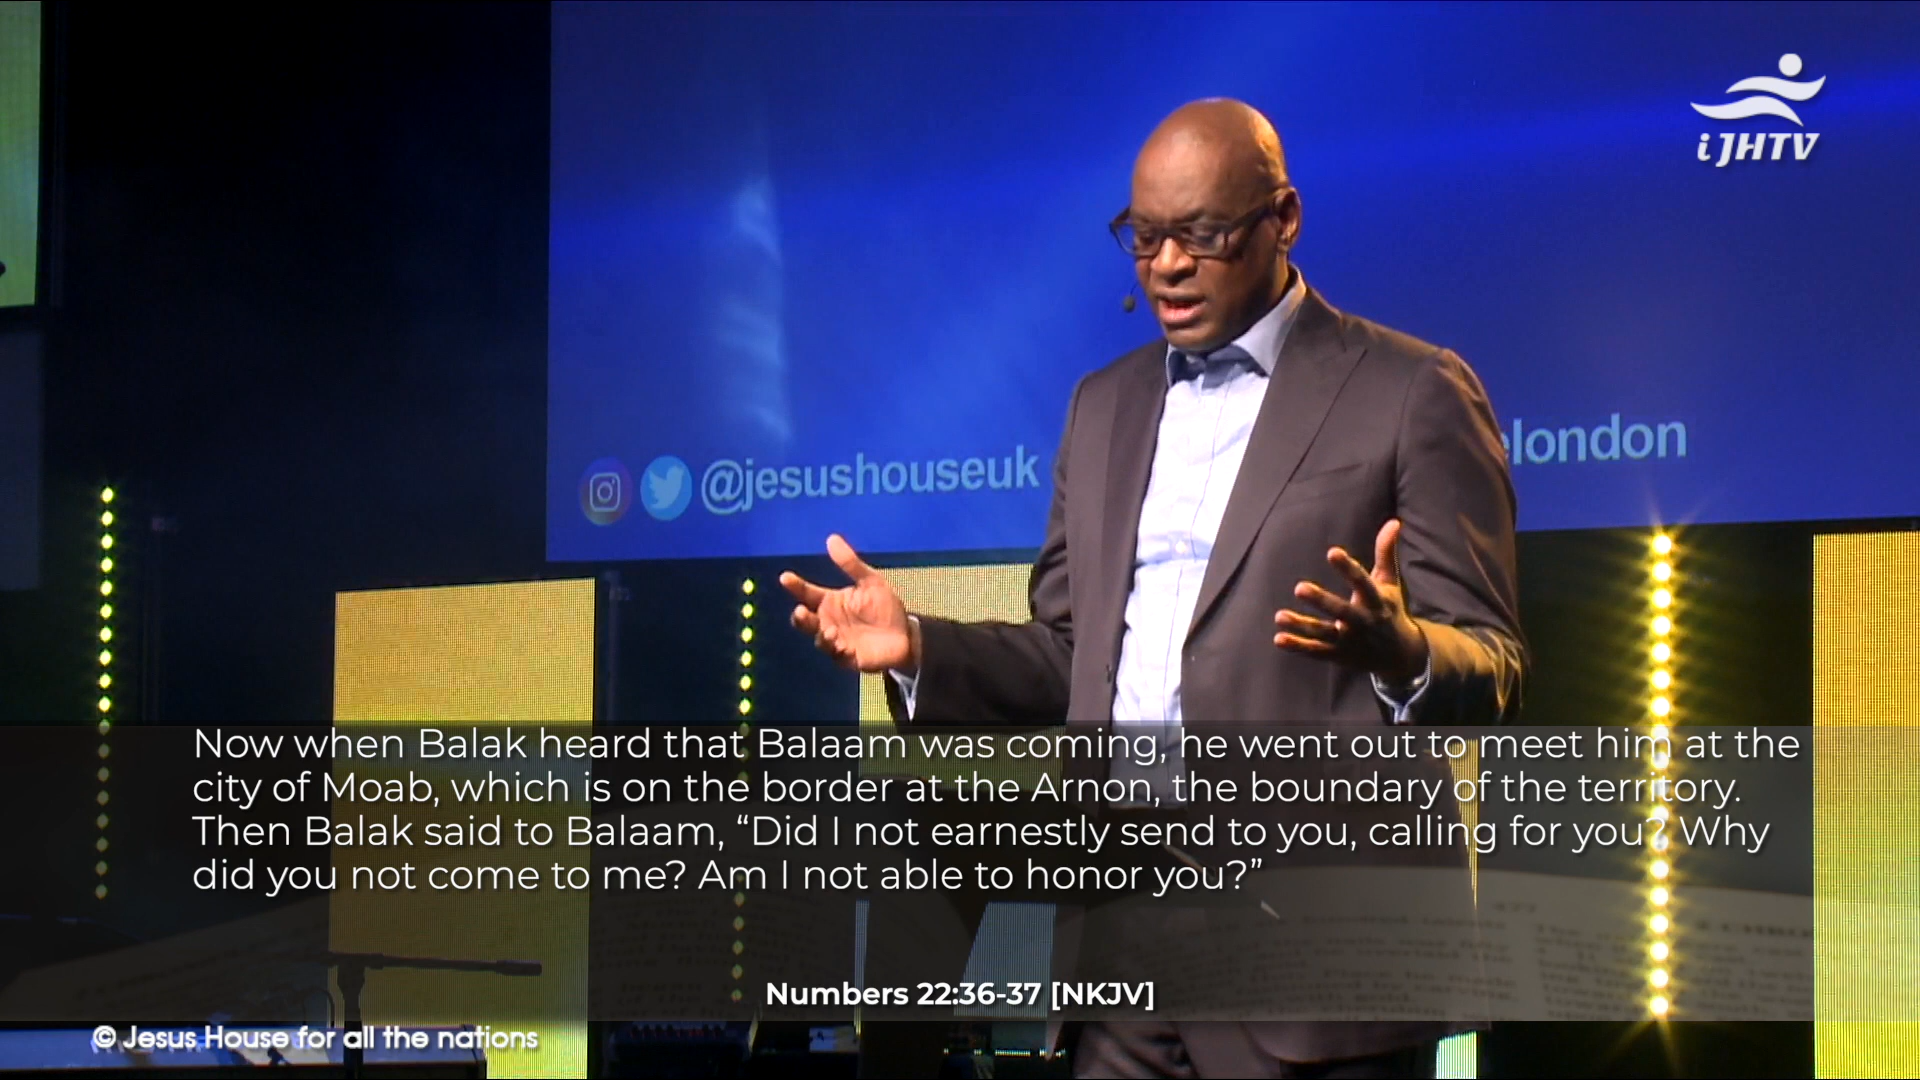 i JHTV
@jesushouseuk
elondon
Now when Balak heard that Balaam was coming, he went out to meet him at the
city of Moab, which is on the border at the Arnon, the boundary of the territory.
Then Balak said to Balaam, “Did I not earnestly send to you, calling for you? Why
did you not come to me? Am I not able to honor you?”
Numbers 22:36-37 [NKJV]
© Jesus House for all the nations